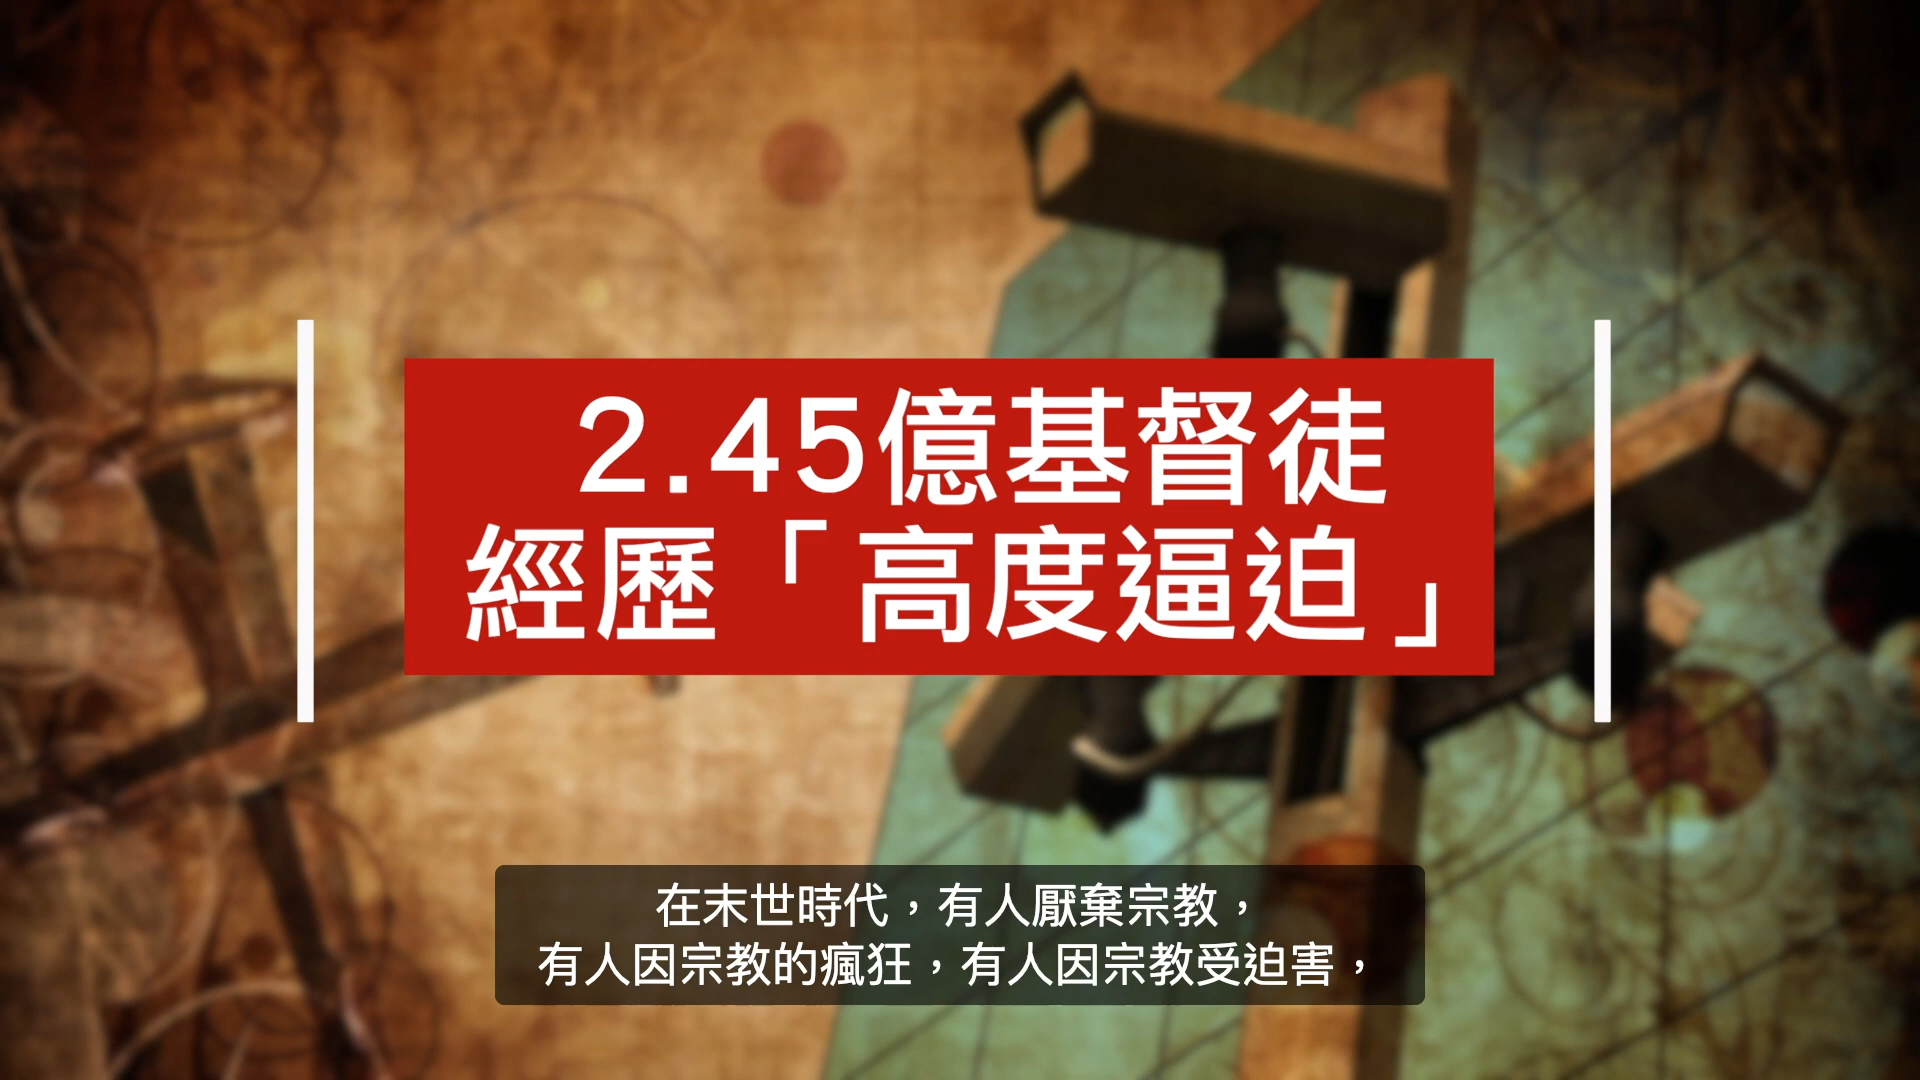 2.45億基督徒
經歷「高度逼迫」
在末世時代，有人厭棄宗教，
有人因宗教的瘋狂，有人因宗教受迫害，